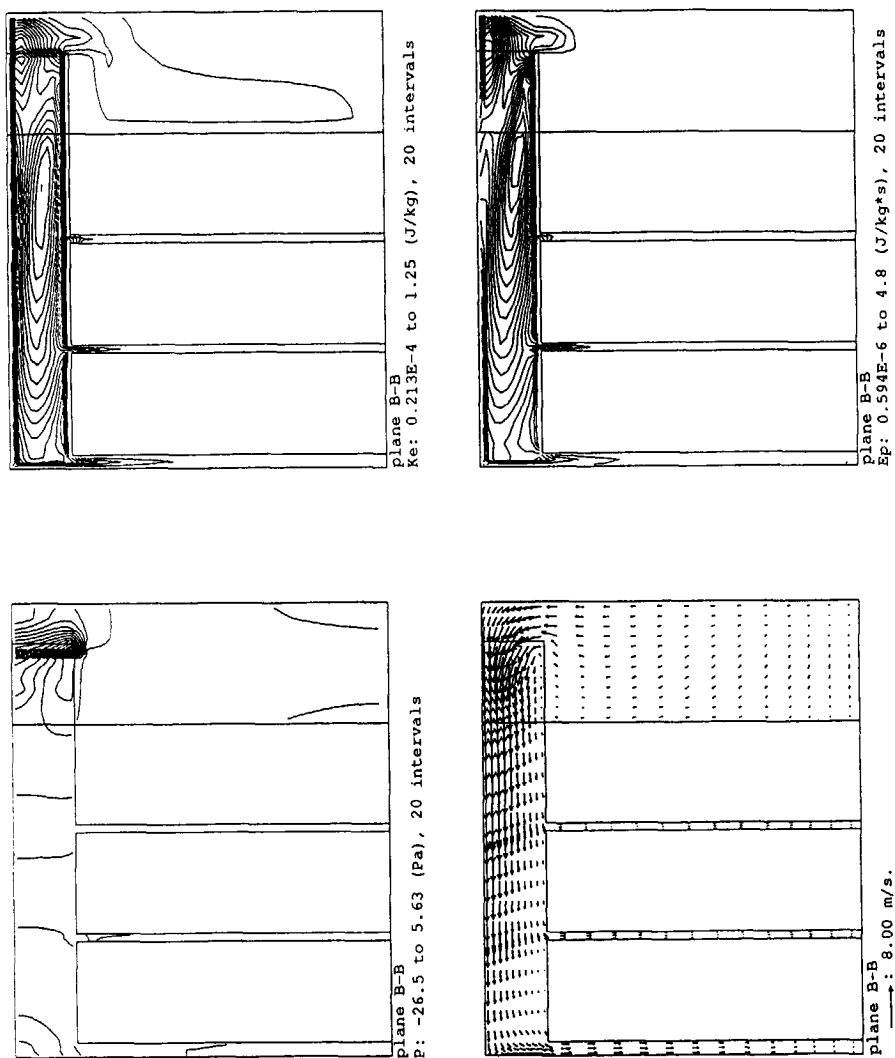 plane B-B
P: -26.5 to 5.63 (Pa), 20 intervals
plane B-B
Ke: 0.213E-4 to 1.25 (J/kg), 20 intervals
plane B-B
: 8.00 m/s.
plane B-B
Ep: 0.594E-6 to 4.8 (J/kg*s), 20 intervals